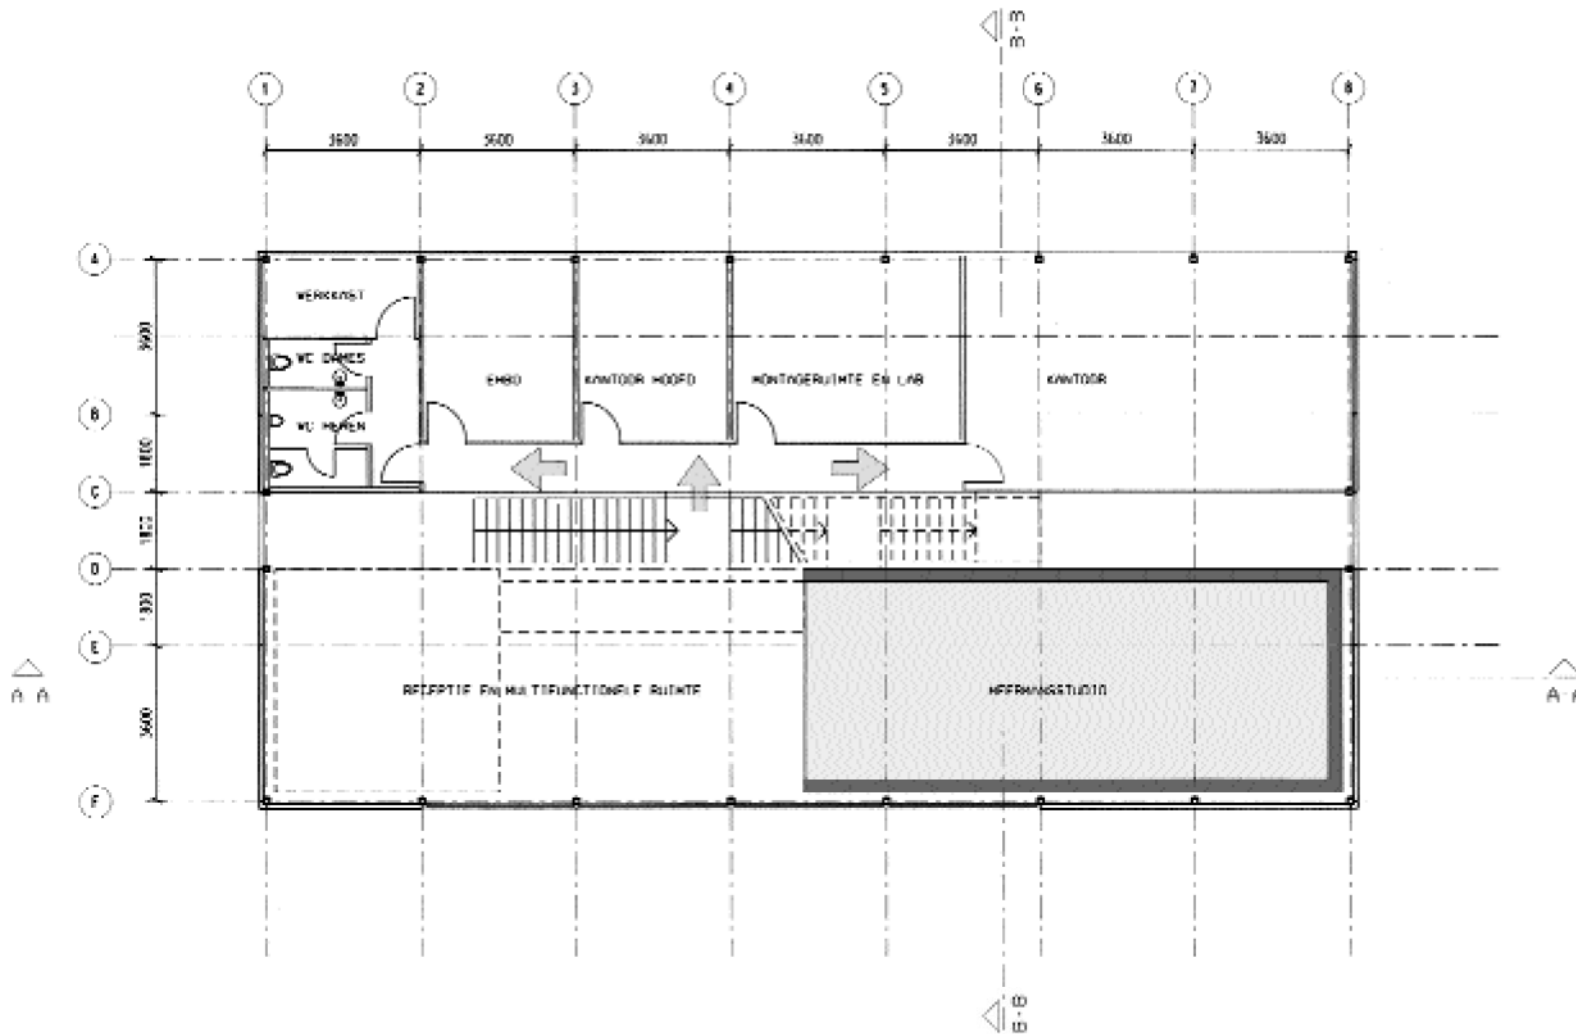 B-B
1 2 3 4 5 6 7 8
3600 3600 3600 3600 3600 3600 3600
A
WERKKAST
3600
WC DAMES
EHBO KANTOOR HOOFD MONTAGERUIMTE EN LAB KANTOOR
B
WC HEREN
1800
C
1800
D
1800
E
A A
RECEPTIE EN MULTIFUNCTIONELE RUIMTE
A-A
3600
F
B-B